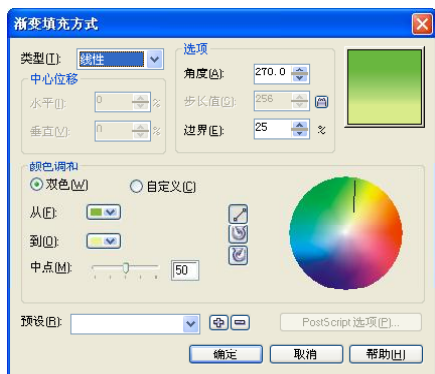 渐变填充方式
类型(T): 线性
选项
角度(A): 270.0
中心位移
水平(I): 0 %
步长值(S): 256
垂直(V): 0 %
边界(E): 25 %
颜色调和
双色(W) 自定义(C)
从(F):
到(O):
中点(M): 50
预设(R): PostScript 选项(P)...
确定 取消 帮助(H)